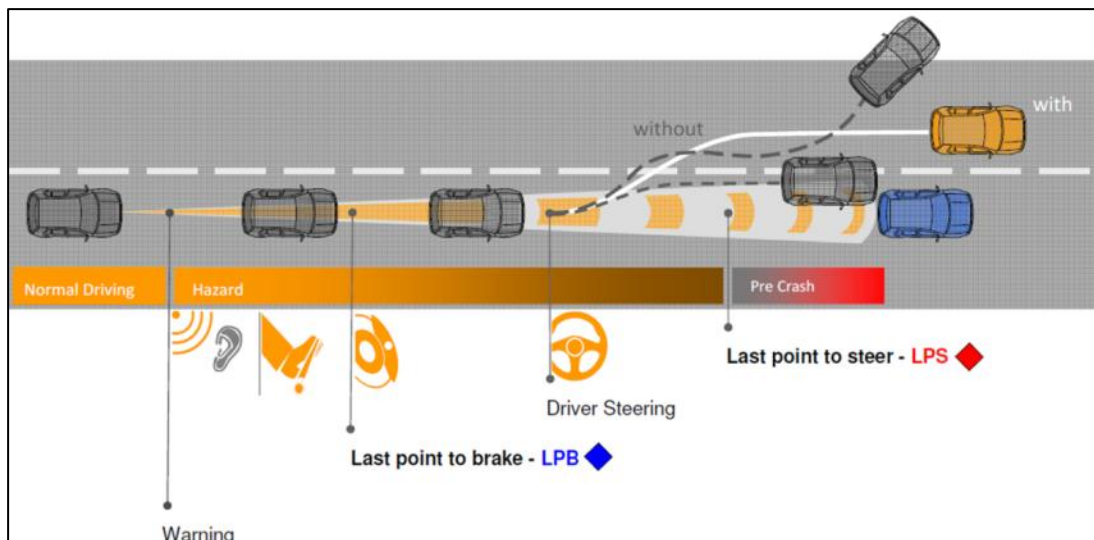 with
without
Normal Driving
Hazard
Pre Crash
Last point to steer - LPS
Driver Steering
Last point to brake - LPB
Warning